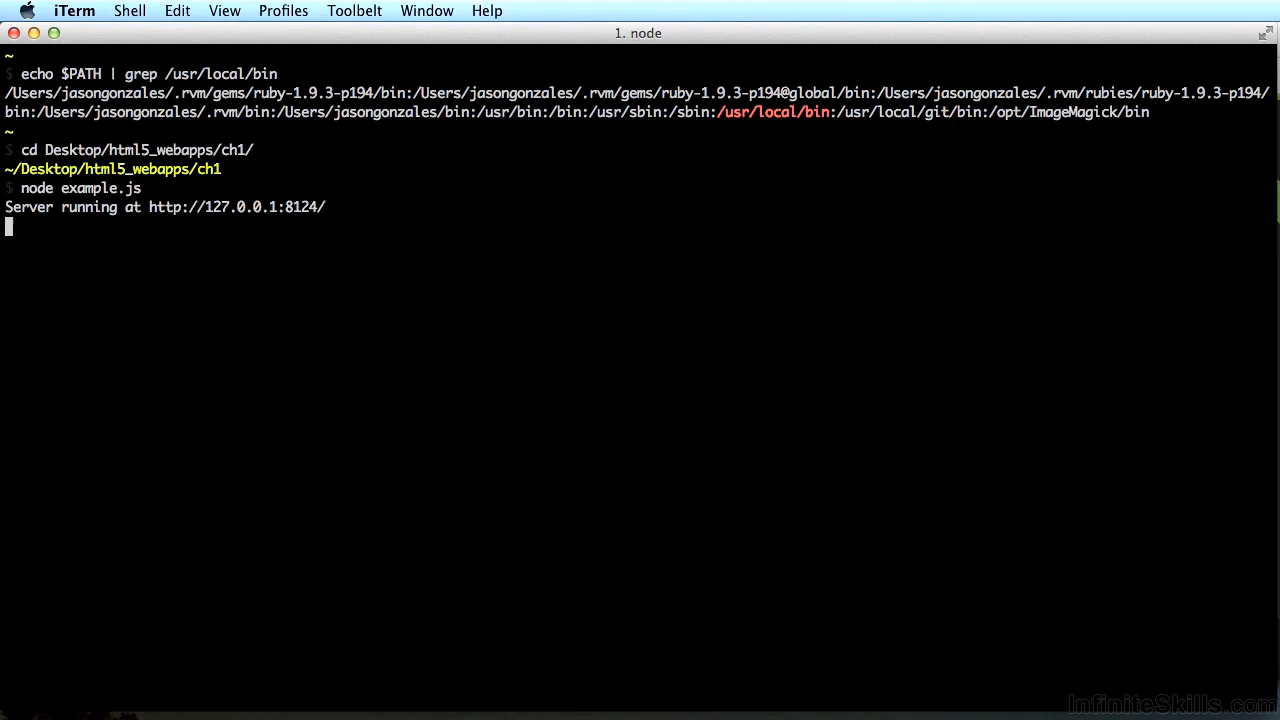 iTerm Shell Edit View Profiles Toolbelt Window Help
1. node
~
$ echo $PATH | grep /usr/local/bin
/Users/jasongonzales/.rvm/gems/ruby-1.9.3-p194/bin:/Users/jasongonzales/.rvm/gems/ruby-1.9.3-p194@global/bin:/Users/jasongonzales/.rvm/rubies/ruby-1.9.3-p194/
bin:/Users/jasongonzales/.rvm/bin:/Users/jasongonzales/bin:/usr/bin:/bin:/usr/sbin:/sbin:/usr/local/bin:/usr/local/git/bin:/opt/ImageMagick/bin
~
$ cd Desktop/html5_webapps/ch1/
~/Desktop/html5_webapps/ch1
$ node example.js
Server running at http://127.0.0.1:8124/
InfiniteSkills.com